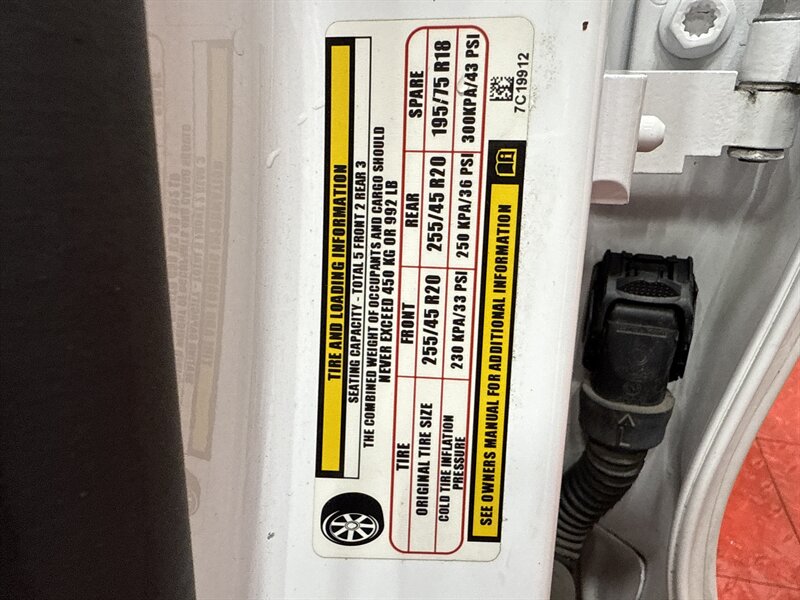 TIRE AND LOADING INFORMATION
SEATING CAPACITY - TOTAL 5 FRONT 2 REAR 3
THE COMBINED WEIGHT OF OCCUPANTS AND CARGO SHOULD
NEVER EXCEED 450 KG OR 992 LB
TIRE FRONT REAR SPARE
ORIGINAL TIRE SIZE 255/45 R20 255/45 R20 195/75 R18
COLD TIRE INFLATION
PRESSURE 230 KPA/33 PSI 250 KPA/36 PSI 300KPA/43 PSI
SEE OWNERS MANUAL FOR ADDITIONAL INFORMATION
7C19912